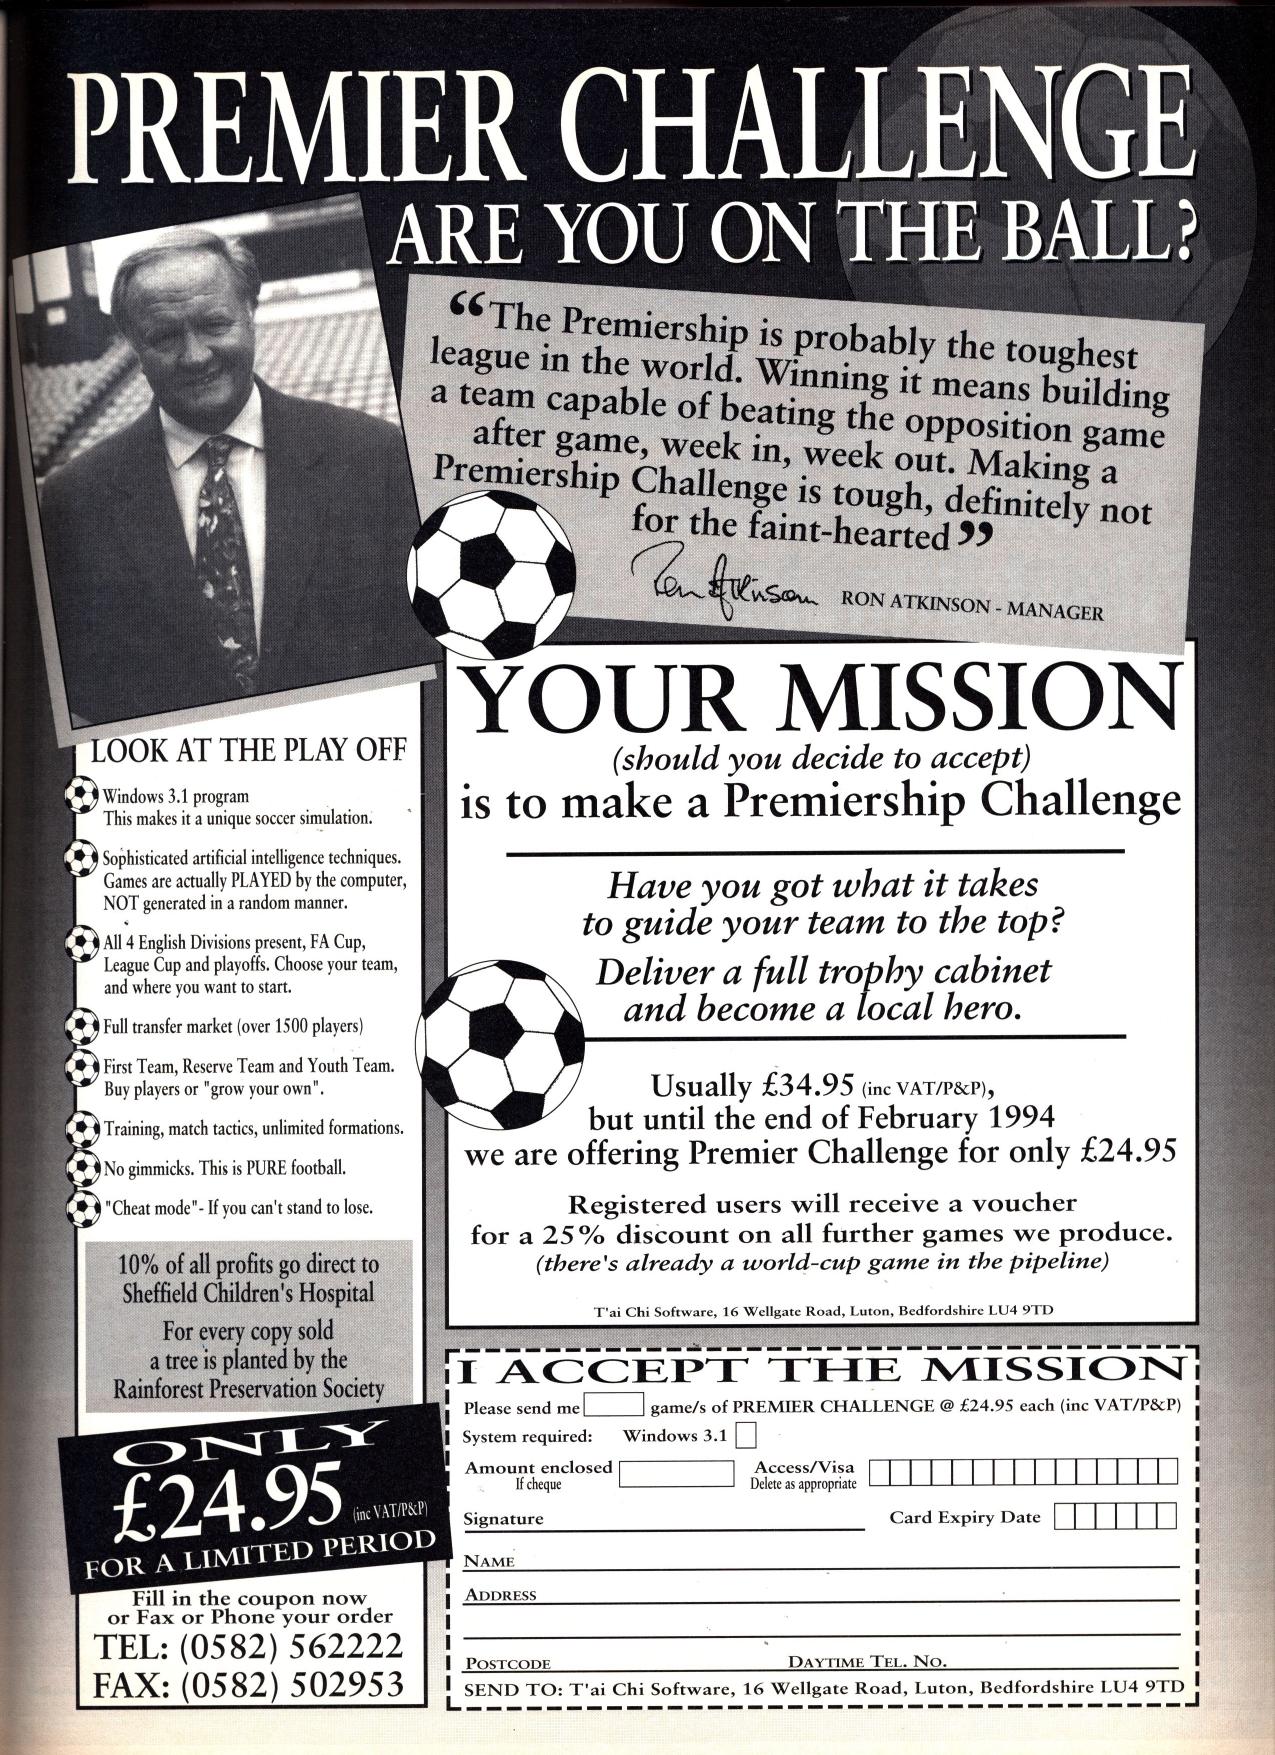 PREMIER CHALLENGE
ARE YOU ON THE BALL?
“The Premiership is probably the toughest
league in the world. Winning it means building
a team capable of beating the opposition game
after game, week in, week out. Making a
Premiership Challenge is tough, definitely not
for the faint-hearted”
Ron Atkinson RON ATKINSON - MANAGER
LOOK AT THE PLAY OFF
Windows 3.1 program
This makes it a unique soccer simulation.
Sophisticated artificial intelligence techniques.
Games are actually PLAYED by the computer,
NOT generated in a random manner.
All 4 English Divisions present, FA Cup,
League Cup and playoffs. Choose your team,
and where you want to start.
Full transfer market (over 1500 players)
First Team, Reserve Team and Youth Team.
Buy players or "grow your own".
Training, match tactics, unlimited formations.
No gimmicks. This is PURE football.
"Cheat mode"- If you can't stand to lose.
10% of all profits go direct to
Sheffield Children's Hospital
For every copy sold
a tree is planted by the
Rainforest Preservation Society
ONLY
£24.95 (inc VAT/P&P)
FOR A LIMITED PERIOD
Fill in the coupon now
or Fax or Phone your order
TEL: (0582) 562222
FAX: (0582) 502953
YOUR MISSION
(should you decide to accept)
is to make a Premiership Challenge
Have you got what it takes
to guide your team to the top?
Deliver a full trophy cabinet
and become a local hero.
Usually £34.95 (inc VAT/P&P),
but until the end of February 1994
we are offering Premier Challenge for only £24.95
Registered users will receive a voucher
for a 25% discount on all further games we produce.
(there's already a world-cup game in the pipeline)
T'ai Chi Software, 16 Wellgate Road, Luton, Bedfordshire LU4 9TD
I ACCEPT THE MISSION
Please send me game/s of PREMIER CHALLENGE @ £24.95 each (inc VAT/P&P)
System required: Windows 3.1
Amount enclosed Access/Visa
If cheque Delete as appropriate
Signature Card Expiry Date
NAME
ADDRESS
POSTCODE DAYTIME TEL. NO.
SEND TO: T'ai Chi Software, 16 Wellgate Road, Luton, Bedfordshire LU4 9TD